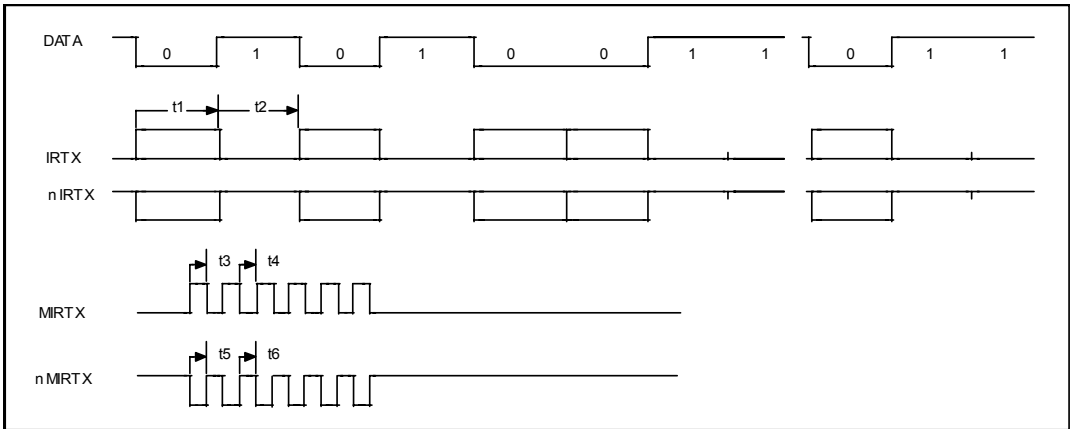 DATA
0 1 0 1 0 0 1 1 0 1 1
t1 t2
IRTX
n IRTX
t3 t4
MIRTX
t5 t6
n MIRTX